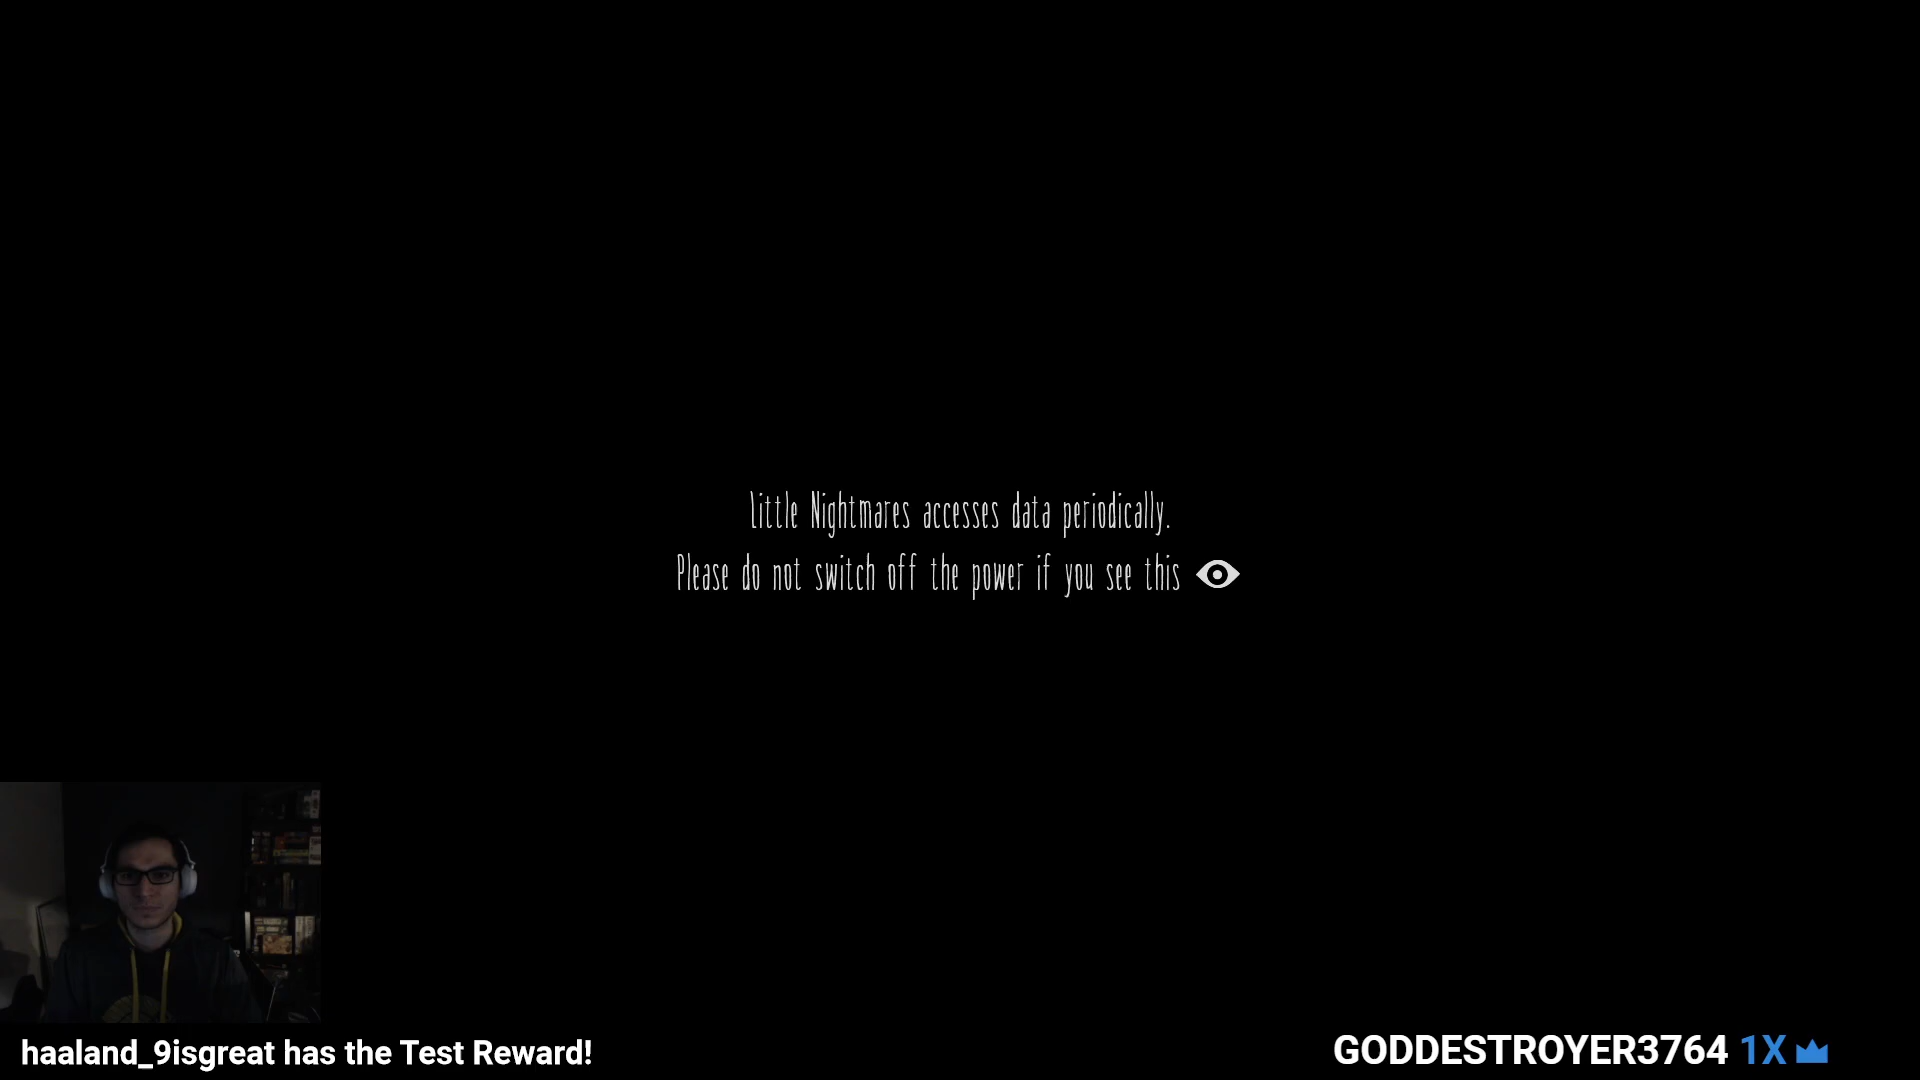 Little Nightmares accesses data periodically.
Please do not switch off the power if you see this
haaland_9isgreat has the Test Reward!
GODDESTROYER3764 1X